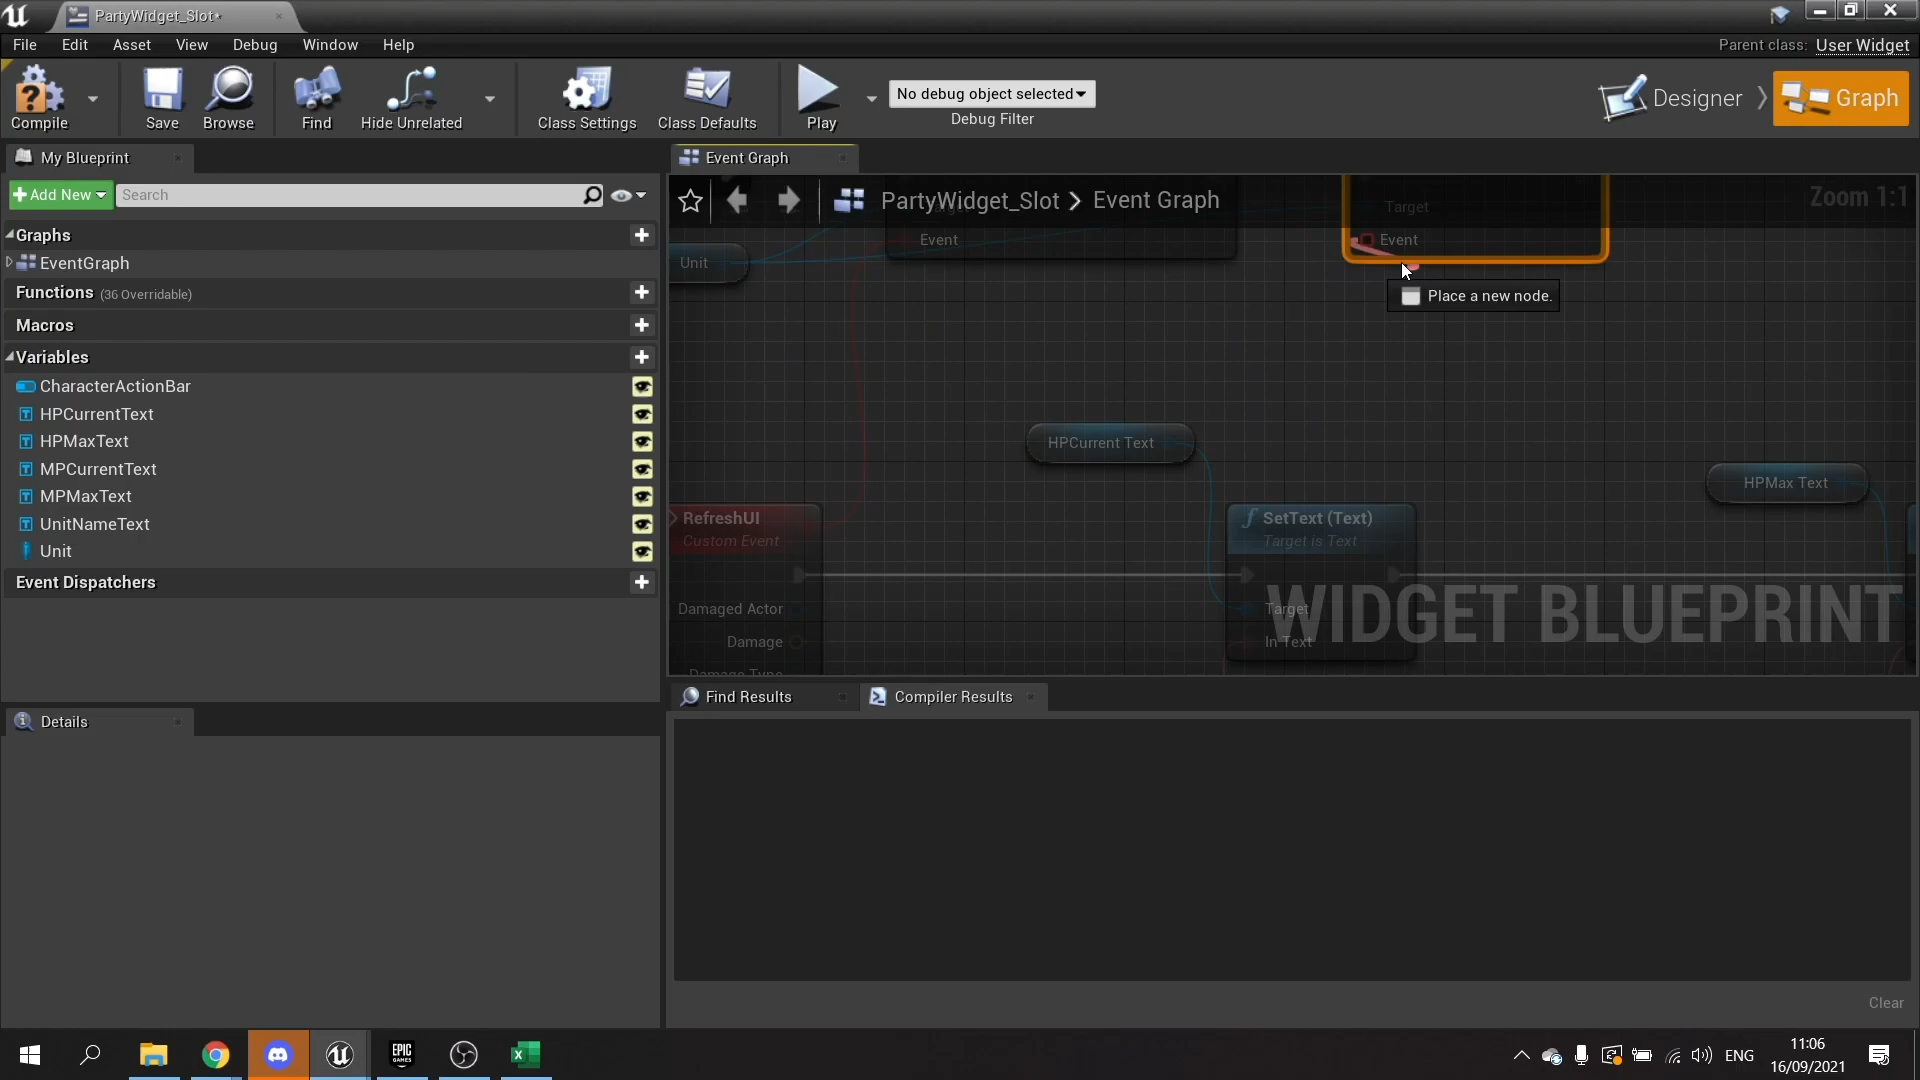 PartyWidget_Slot*
File Edit Asset View Debug Window Help
Parent class: User Widget
Compile
Save
Browse
Find
Hide Unrelated
Class Settings
Class Defaults
Play
No debug object selected
Debug Filter
Designer
Graph
My Blueprint
Add New
Search
Graphs
EventGraph
Functions (36 Overridable)
Macros
Variables
CharacterActionBar
HPCurrentText
HPMaxText
MPCurrentText
MPMaxText
UnitNameText
Unit
Event Dispatchers
Details
Event Graph
PartyWidget_Slot > Event Graph
Zoom 1:1
Target
Event
Unit
Target
Event
Place a new node.
HPCurrent Text
HPMax Text
RefreshUI
Custom Event
Damaged Actor
Damage
Damage Type
SetText (Text)
Target is Text
Target
In Text
WIDGET BLUEPRINT
Find Results
Compiler Results
Clear
EPIC
GAMES
ENG
11:06
16/09/2021